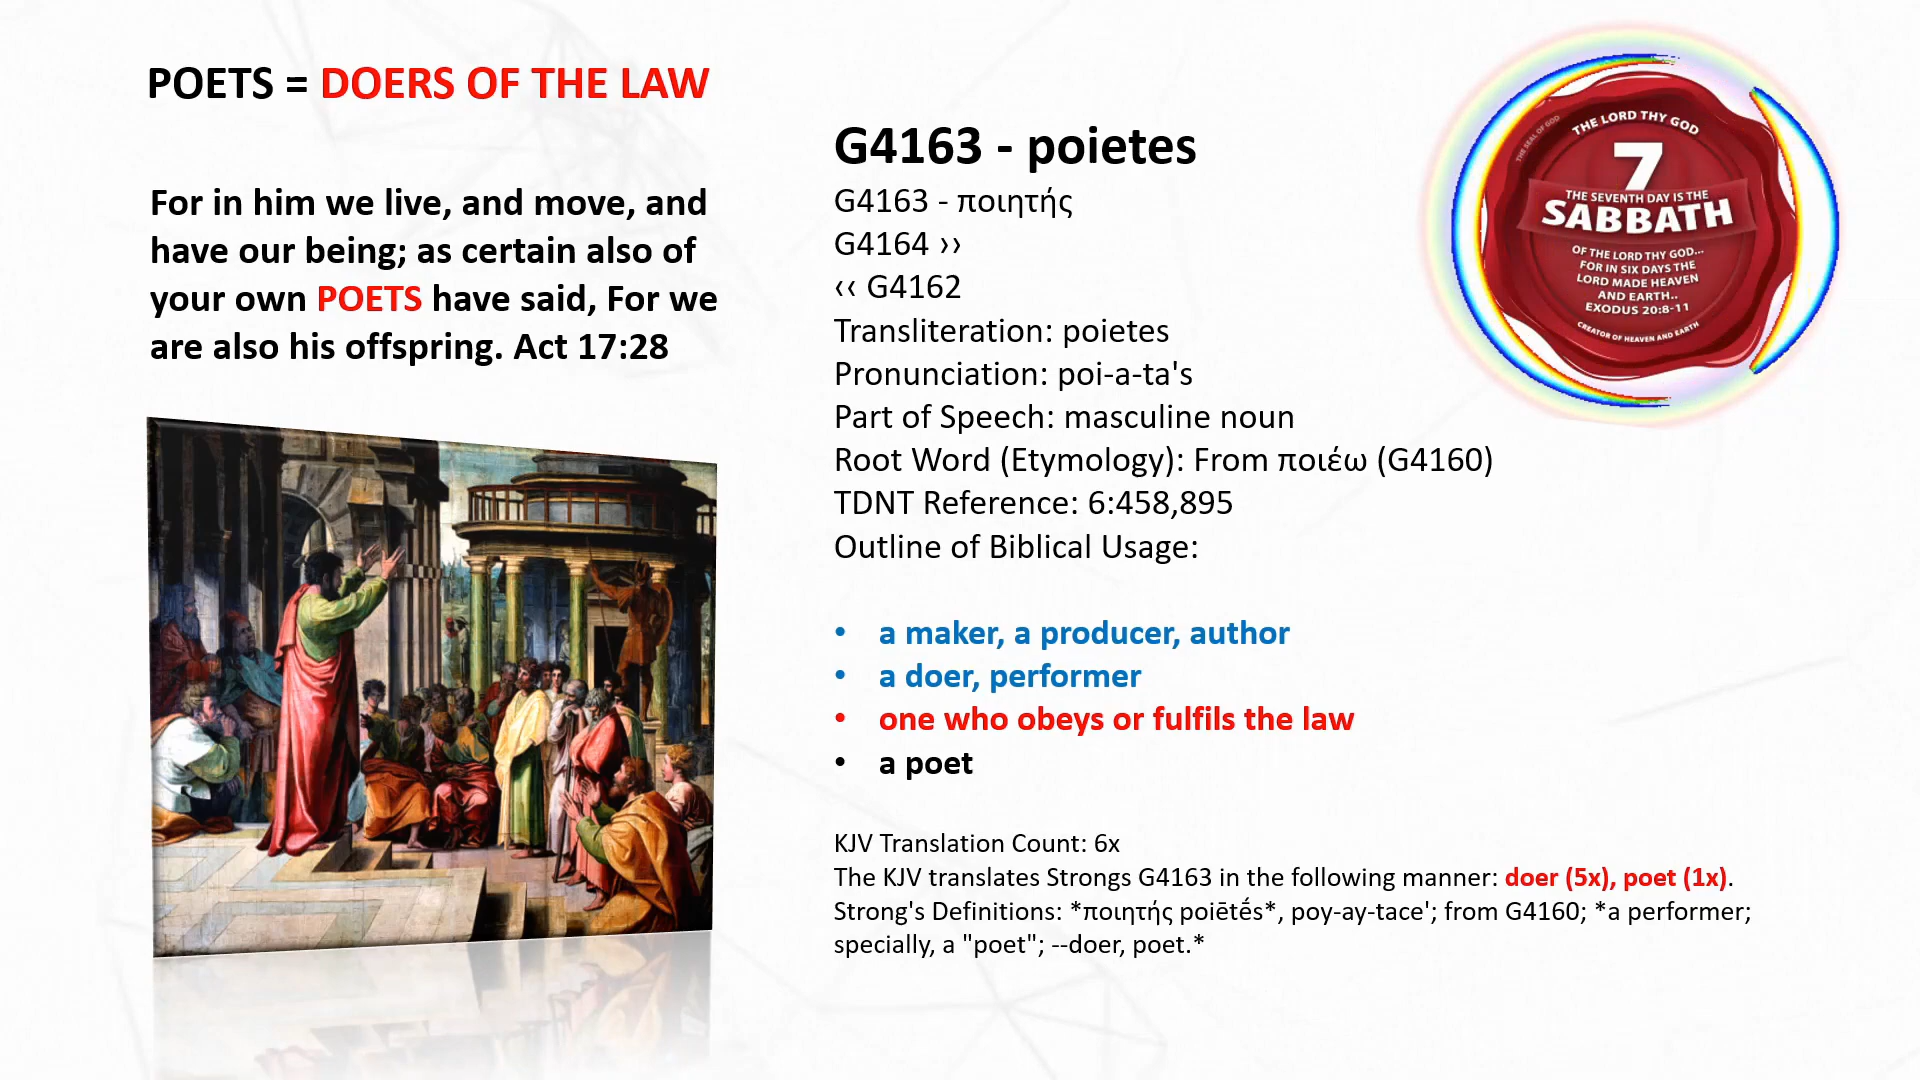 POETS = DOERS OF THE LAW
For in him we live, and move, and
have our being; as certain also of
your own POETS have said, For we
are also his offspring. Act 17:28
G4163 - poietes
G4163 - ποιητής
G4164 ››
‹‹ G4162
Transliteration: poietes
Pronunciation: poi-a-ta's
Part of Speech: masculine noun
Root Word (Etymology): From ποιέω (G4160)
TDNT Reference: 6:458,895
Outline of Biblical Usage:
• a maker, a producer, author
• a doer, performer
• one who obeys or fulfils the law
• a poet
KJV Translation Count: 6x
The KJV translates Strongs G4163 in the following manner: doer (5x), poet (1x).
Strong's Definitions: *ποιητής poiētḗs*, poy-ay-tace'; from G4160; *a performer;
specially, a "poet"; --doer, poet.*
THE SEAL OF GOD
THE LORD THY GOD
7
THE SEVENTH DAY IS THE
SABBATH
OF THE LORD THY GOD...
FOR IN SIX DAYS THE
LORD MADE HEAVEN
AND EARTH..
EXODUS 20:8-11
CREATOR OF HEAVEN AND EARTH